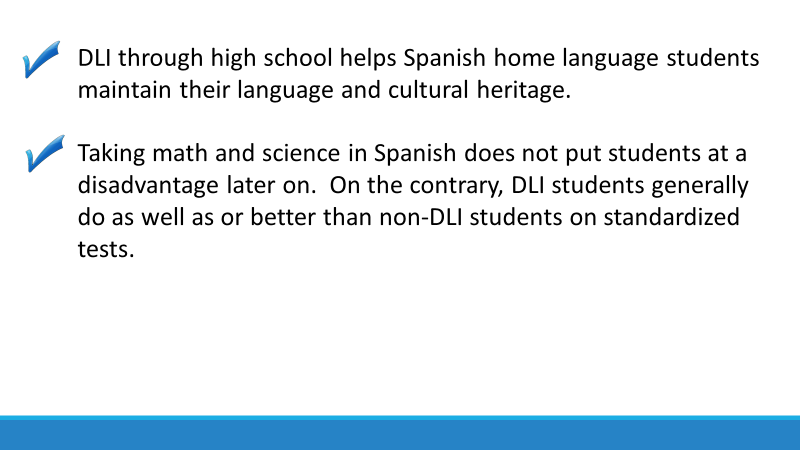 DLI through high school helps Spanish home language students
maintain their language and cultural heritage.
Taking math and science in Spanish does not put students at a
disadvantage later on.  On the contrary, DLI students generally
do as well as or better than non-DLI students on standardized
tests.